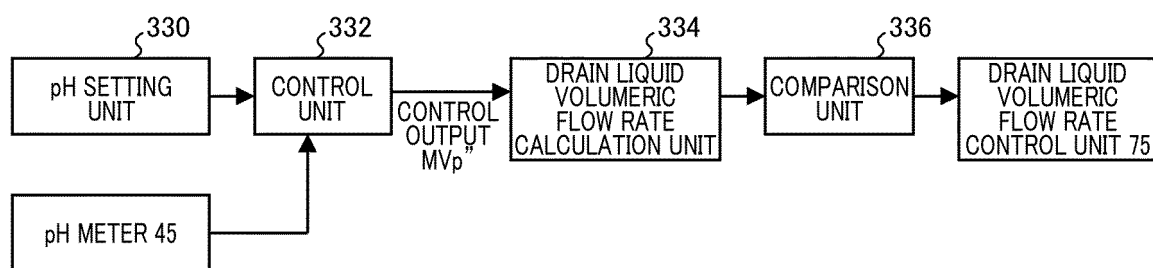 330
332
334
336
pH SETTING
UNIT
CONTROL
UNIT
CONTROL
OUTPUT
MVp"
DRAIN LIQUID
VOLUMERIC
FLOW RATE
CALCULATION UNIT
COMPARISON
UNIT
DRAIN LIQUID
VOLUMERIC
FLOW RATE
CONTROL UNIT 75
pH METER 45